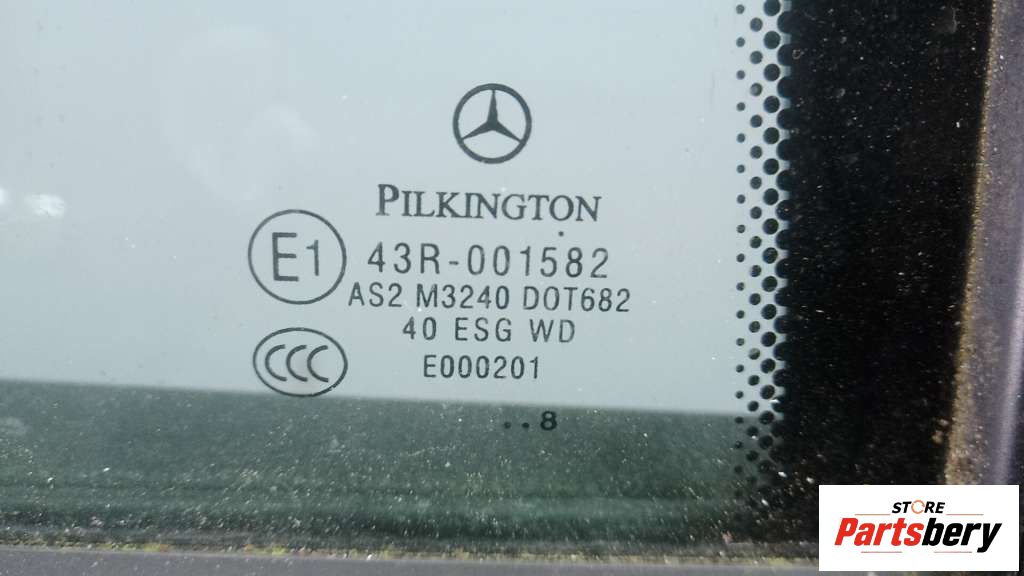 PILKINGTON
E1
43R-001582
AS2 M3240 DOT682
40 ESG WD
CCC
E000201
..8
STORE
Partsbery